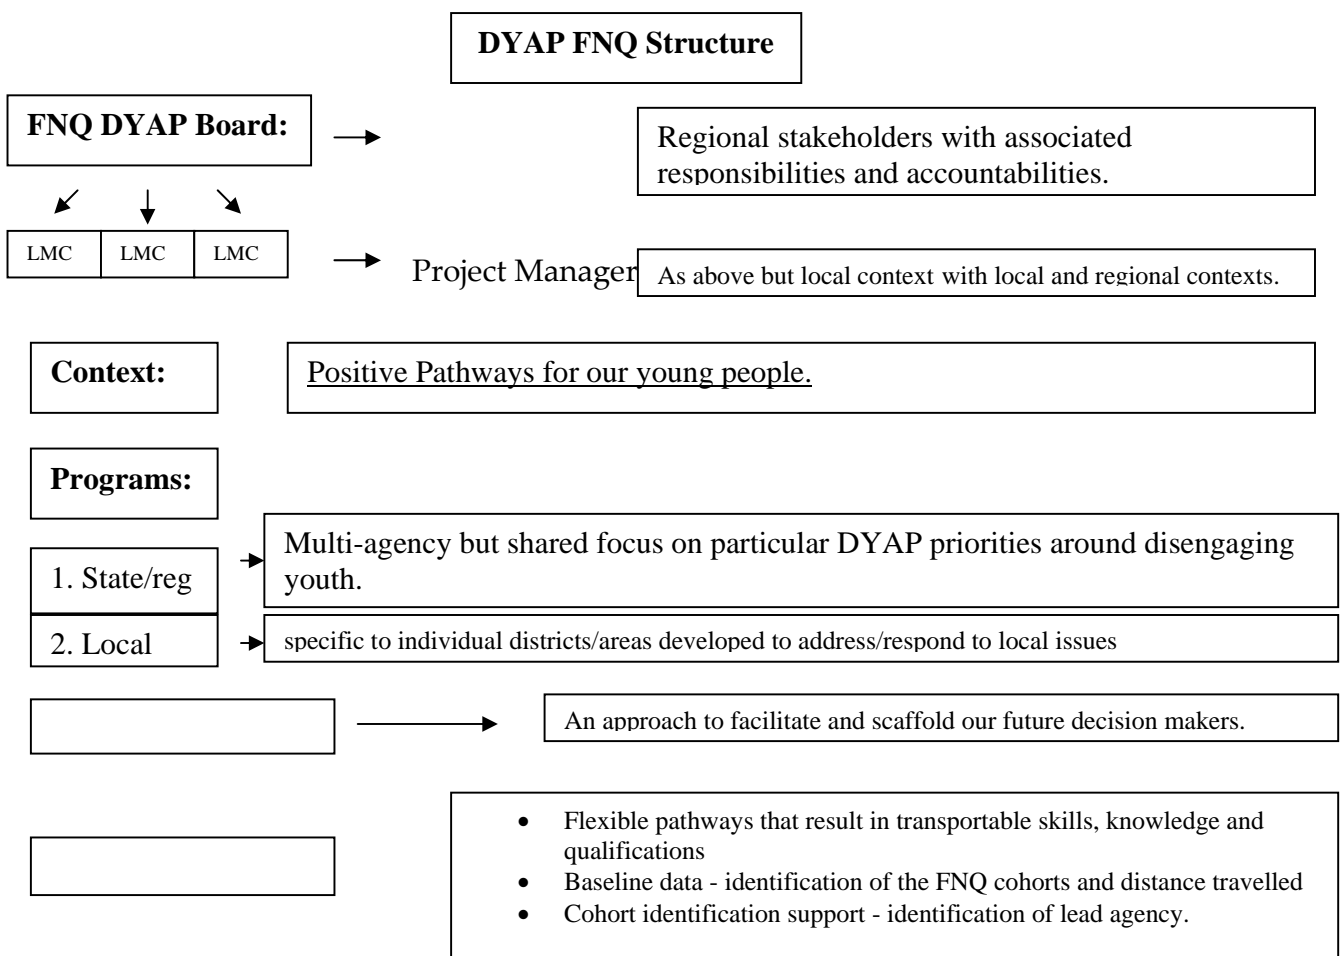 DYAP FNQ Structure
FNQ DYAP Board:
Regional stakeholders with associated
responsibilities and accountabilities.
LMC LMC LMC
Project Manager
As above but local context with local and regional contexts.
Context:
Positive Pathways for our young people.
Programs:
1. State/reg
Multi-agency but shared focus on particular DYAP priorities around disengaging
youth.
2. Local
specific to individual districts/areas developed to address/respond to local issues
An approach to facilitate and scaffold our future decision makers.
• Flexible pathways that result in transportable skills, knowledge and
qualifications
• Baseline data - identification of the FNQ cohorts and distance travelled
• Cohort identification support - identification of lead agency.